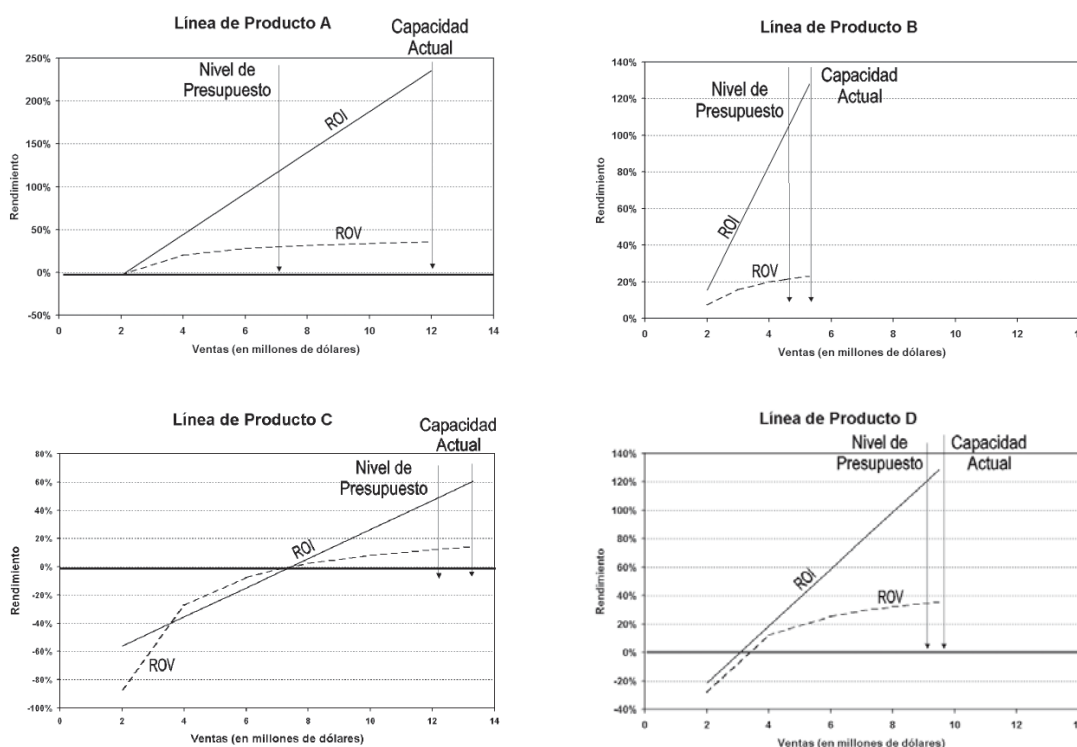 Línea de Producto A
Capacidad
Actual
Nivel de
Presupuesto
250%
200%
150%
100%
50%
0%
-50%
Rendimiento
ROI
ROV
0 2 4 6 8 10 12 14
Ventas (en millones de dólares)
Línea de Producto B
Nivel de
Presupuesto
Capacidad
Actual
140%
120%
100%
80%
60%
40%
20%
0%
Rendimiento
ROI
ROV
0 2 4 6 8 10 12 14
Ventas (en millones de dólares)
Línea de Producto C
Capacidad
Actual
Nivel de
Presupuesto
80%
60%
40%
20%
0%
-20%
-40%
-60%
-80%
-100%
Rendimiento
ROI
ROV
0 2 4 6 8 10 12 14
Ventas (en millones de dólares)
Línea de Producto D
Nivel de
Presupuesto
Capacidad
Actual
140%
120%
100%
80%
60%
40%
20%
0%
-20%
-40%
Rendimiento
ROI
ROV
0 2 4 6 8 10 12 14
Ventas (en millones de dólares)